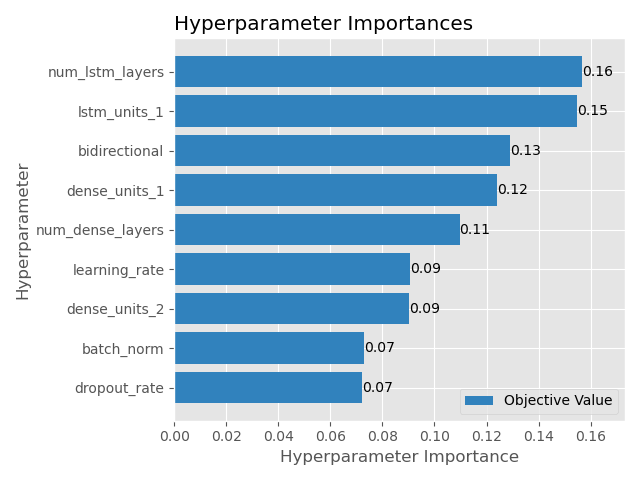 Hyperparameter Importances
Hyperparameter
num_lstm_layers 0.16
lstm_units_1 0.15
bidirectional 0.13
dense_units_1 0.12
num_dense_layers 0.11
learning_rate 0.09
dense_units_2 0.09
batch_norm 0.07
dropout_rate 0.07
Objective Value
0.00 0.02 0.04 0.06 0.08 0.10 0.12 0.14 0.16
Hyperparameter Importance